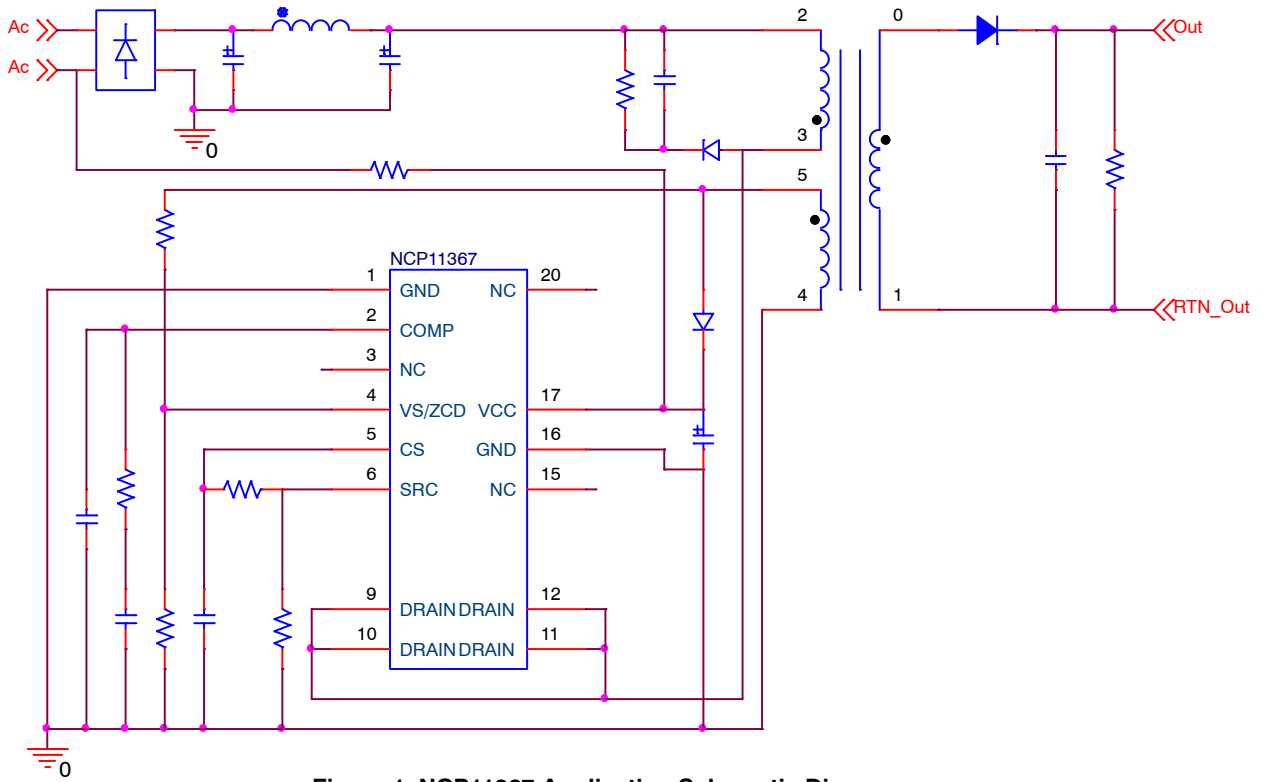 Ac
Ac
0
2
3
5
4
0
1
Out
RTN_Out
NCP11367
1 GND NC 20
2 COMP
3 NC
4 VS/ZCD VCC 17
5 CS GND 16
6 SRC NC 15
9 DRAIN DRAIN 12
10 DRAIN DRAIN 11
0